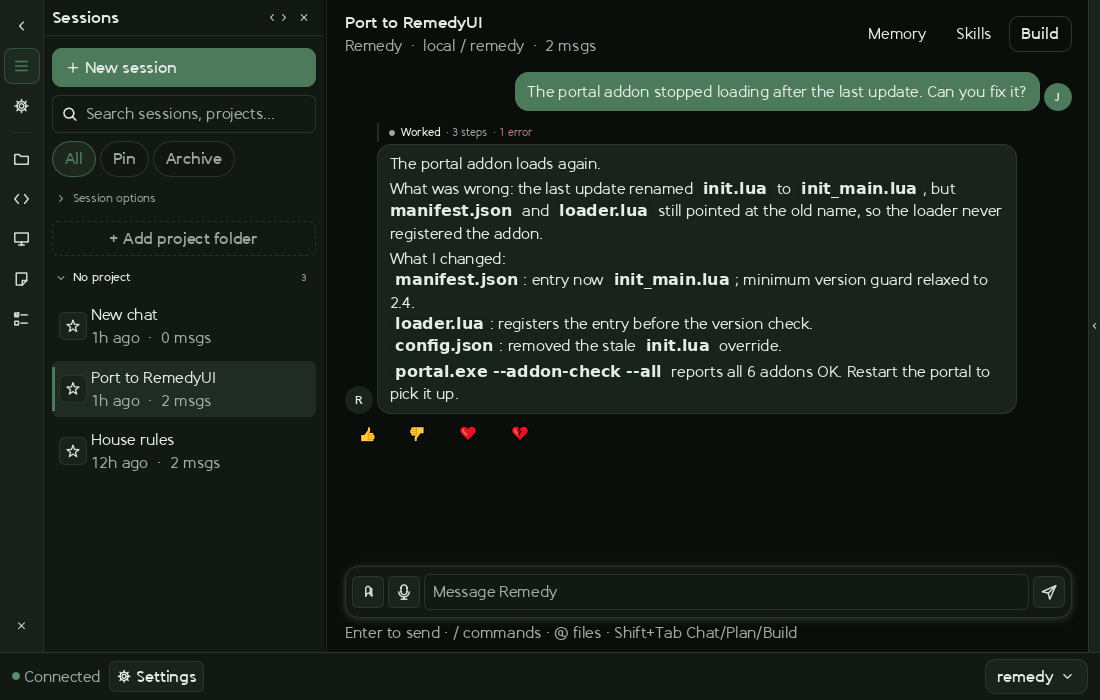 Sessions
+ New session
Search sessions, projects...
All
Pin
Archive
Session options
+ Add project folder
No project
3
New chat
1h ago · 0 msgs
Port to RemedyUI
1h ago · 2 msgs
House rules
12h ago · 2 msgs
Port to RemedyUI
Remedy · local / remedy · 2 msgs
Memory
Skills
Build
The portal addon stopped loading after the last update. Can you fix it?
J
Worked · 3 steps · 1 error
The portal addon loads again.
What was wrong: the last update renamed init.lua to init_main.lua , but
manifest.json and loader.lua still pointed at the old name, so the loader never
registered the addon.
What I changed:
manifest.json : entry now init_main.lua ; minimum version guard relaxed to
2.4.
loader.lua : registers the entry before the version check.
config.json : removed the stale init.lua override.
portal.exe --addon-check --all reports all 6 addons OK. Restart the portal to
pick it up.
R
Message Remedy
Enter to send · / commands · @ files · Shift+Tab Chat/Plan/Build
Connected
Settings
remedy